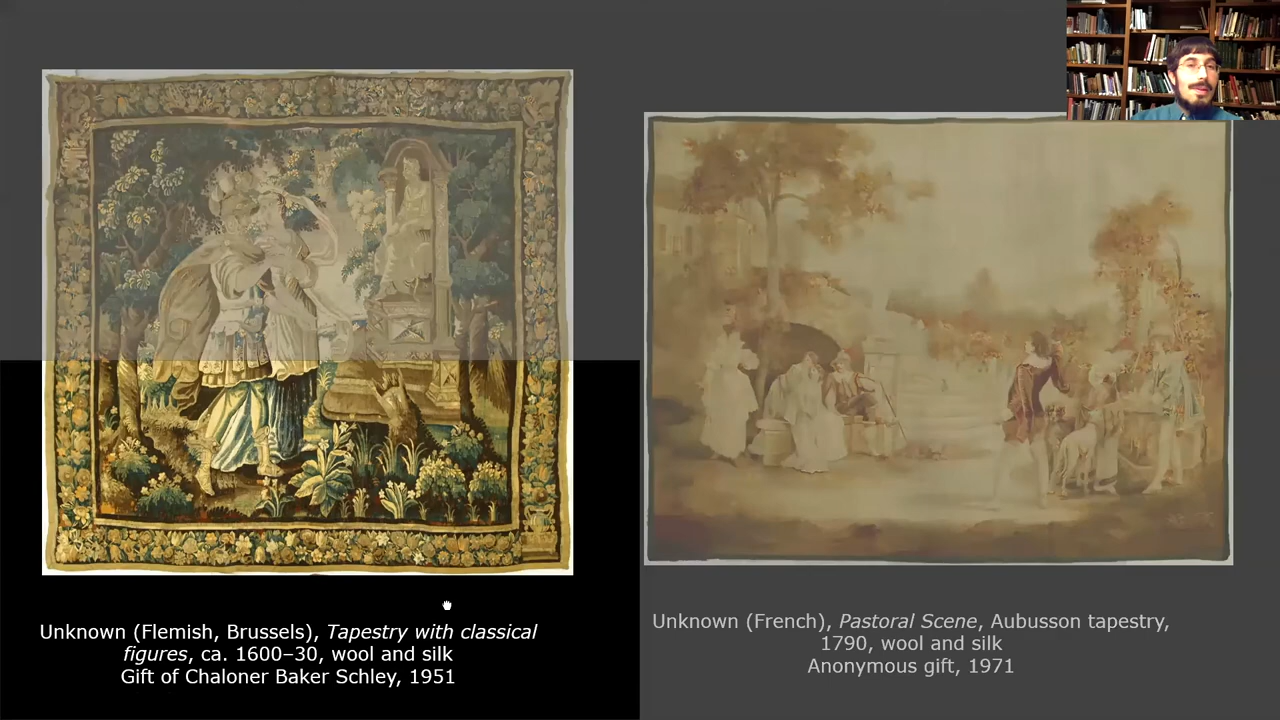 Unknown (Flemish, Brussels), Tapestry with classical
figures, ca. 1600–30, wool and silk
Gift of Chaloner Baker Schley, 1951
Unknown (French), Pastoral Scene, Aubusson tapestry,
1790, wool and silk
Anonymous gift, 1971